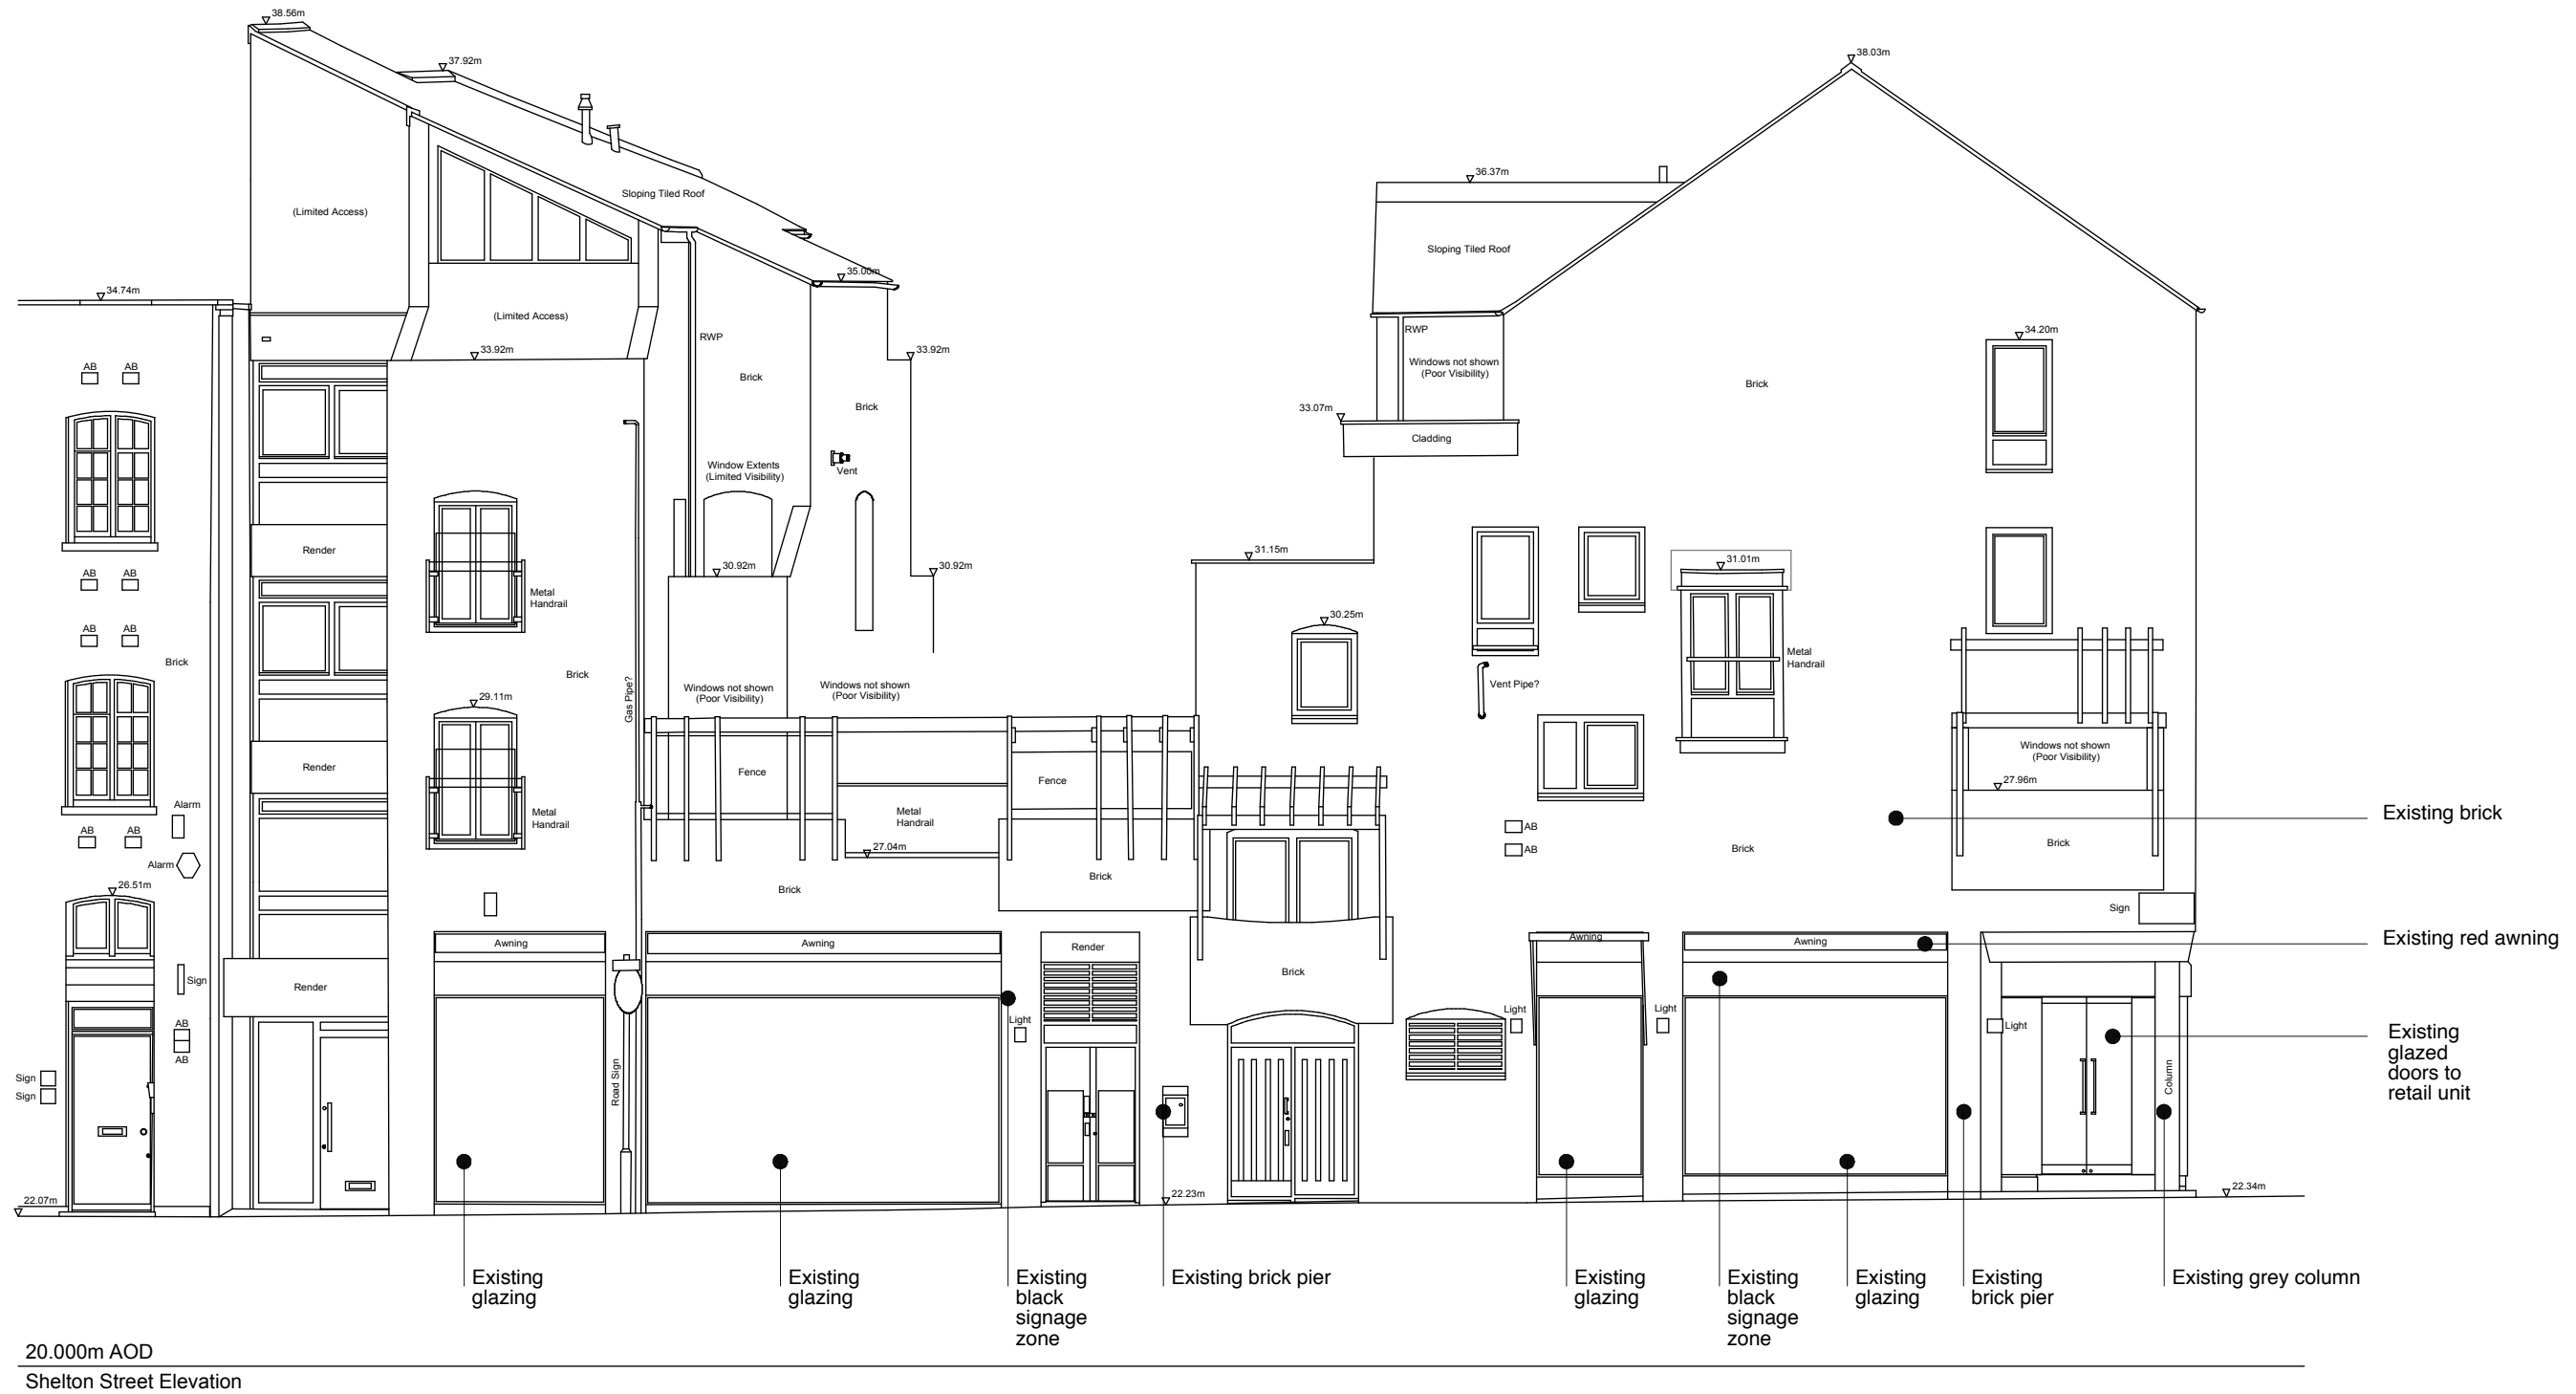 38.56m
37.92m
38.03m
36.37m
Sloping Tiled Roof
(Limited Access)
Sloping Tiled Roof
35.00m
34.74m
(Limited Access)
RWP
RWP
34.20m
33.92m
33.92m
Windows not shown
(Poor Visibility)
AB
AB
Brick
Brick
Brick
33.07m
Cladding
Window Extents
(Limited Visibility)
Vent
Render
31.15m
31.01m
30.92m
30.92m
AB
AB
Metal
Handrail
30.25m
AB
AB
Brick
Brick
Gas Pipe?
Metal
Handrail
Vent Pipe?
Windows not shown
(Poor Visibility)
Windows not shown
(Poor Visibility)
29.11m
Windows not shown
(Poor Visibility)
Render
Fence
Fence
27.96m
Alarm
Metal
Handrail
Metal
Handrail
Existing brick
AB
AB
AB
AB
27.04m
Brick
Brick
Alarm
Brick
Brick
26.51m
Sign
Awning
Awning
Render
Awning
Awning
Existing red awning
Sign
Render
Brick
Light
Light
Light
Light
AB
AB
Existing
glazed
doors to
retail unit
Sign
Sign
Road Sign
Column
22.07m
22.23m
22.34m
Existing
glazing
Existing
glazing
Existing
black
signage
zone
Existing brick pier
Existing
glazing
Existing
black
signage
zone
Existing
glazing
Existing
brick pier
Existing grey column
20.000m AOD
Shelton Street Elevation